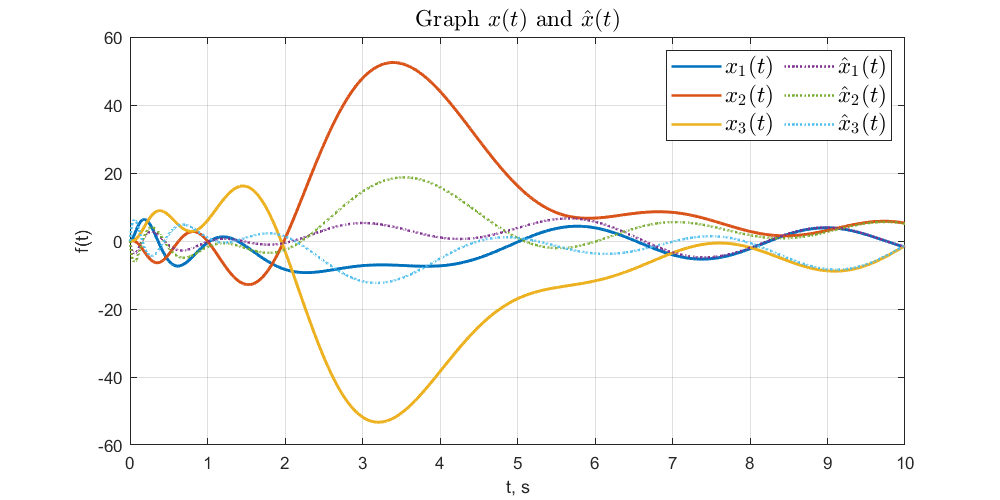 Graph x(t) and x̂(t)
60
40
20
0
-20
-40
-60
f(t)
x₁(t) x̂₁(t)
x₂(t) x̂₂(t)
x₃(t) x̂₃(t)
0 1 2 3 4 5 6 7 8 9 10
t, s